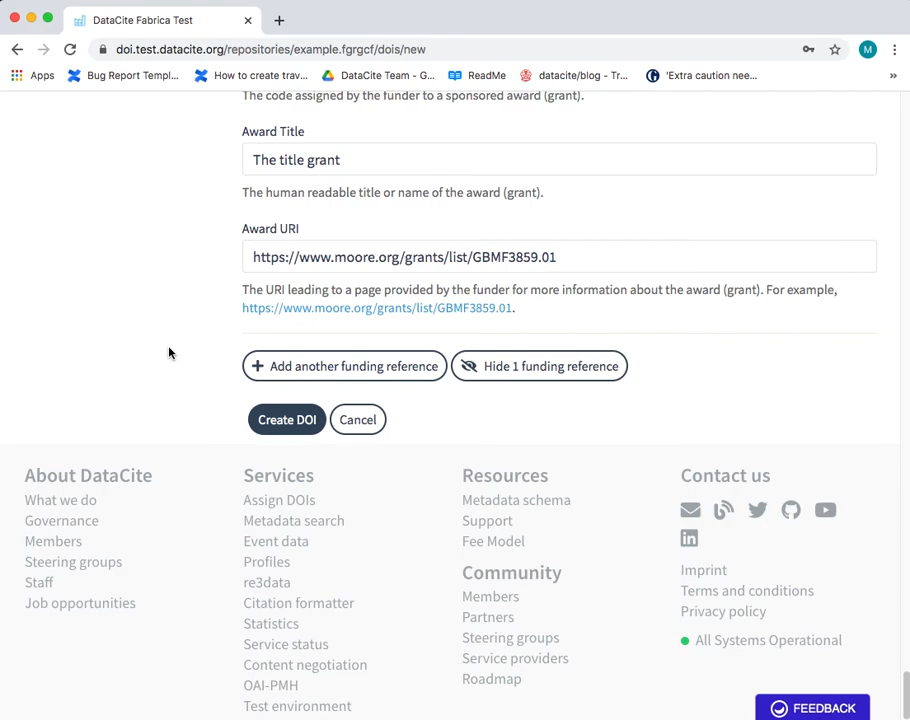 DataCite Fabrica Test
doi.test.datacite.org/repositories/example.fgrgcf/dois/new
M
Apps
Bug Report Templ...
How to create trav...
DataCite Team - G...
ReadMe
datacite/blog - Tr...
'Extra caution nee...
»
The code assigned by the funder to a sponsored award (grant).
Award Title
The title grant
The human readable title or name of the award (grant).
Award URI
https://www.moore.org/grants/list/GBMF3859.01
The URI leading to a page provided by the funder for more information about the award (grant). For example,
https://www.moore.org/grants/list/GBMF3859.01.
Add another funding reference
Hide 1 funding reference
Create DOI
Cancel
About DataCite
What we do
Governance
Members
Steering groups
Staff
Job opportunities
Services
Assign DOIs
Metadata search
Event data
Profiles
re3data
Citation formatter
Statistics
Service status
Content negotiation
OAI-PMH
Test environment
Resources
Metadata schema
Support
Fee Model
Community
Members
Partners
Steering groups
Service providers
Roadmap
Contact us
Imprint
Terms and conditions
Privacy policy
All Systems Operational
FEEDBACK